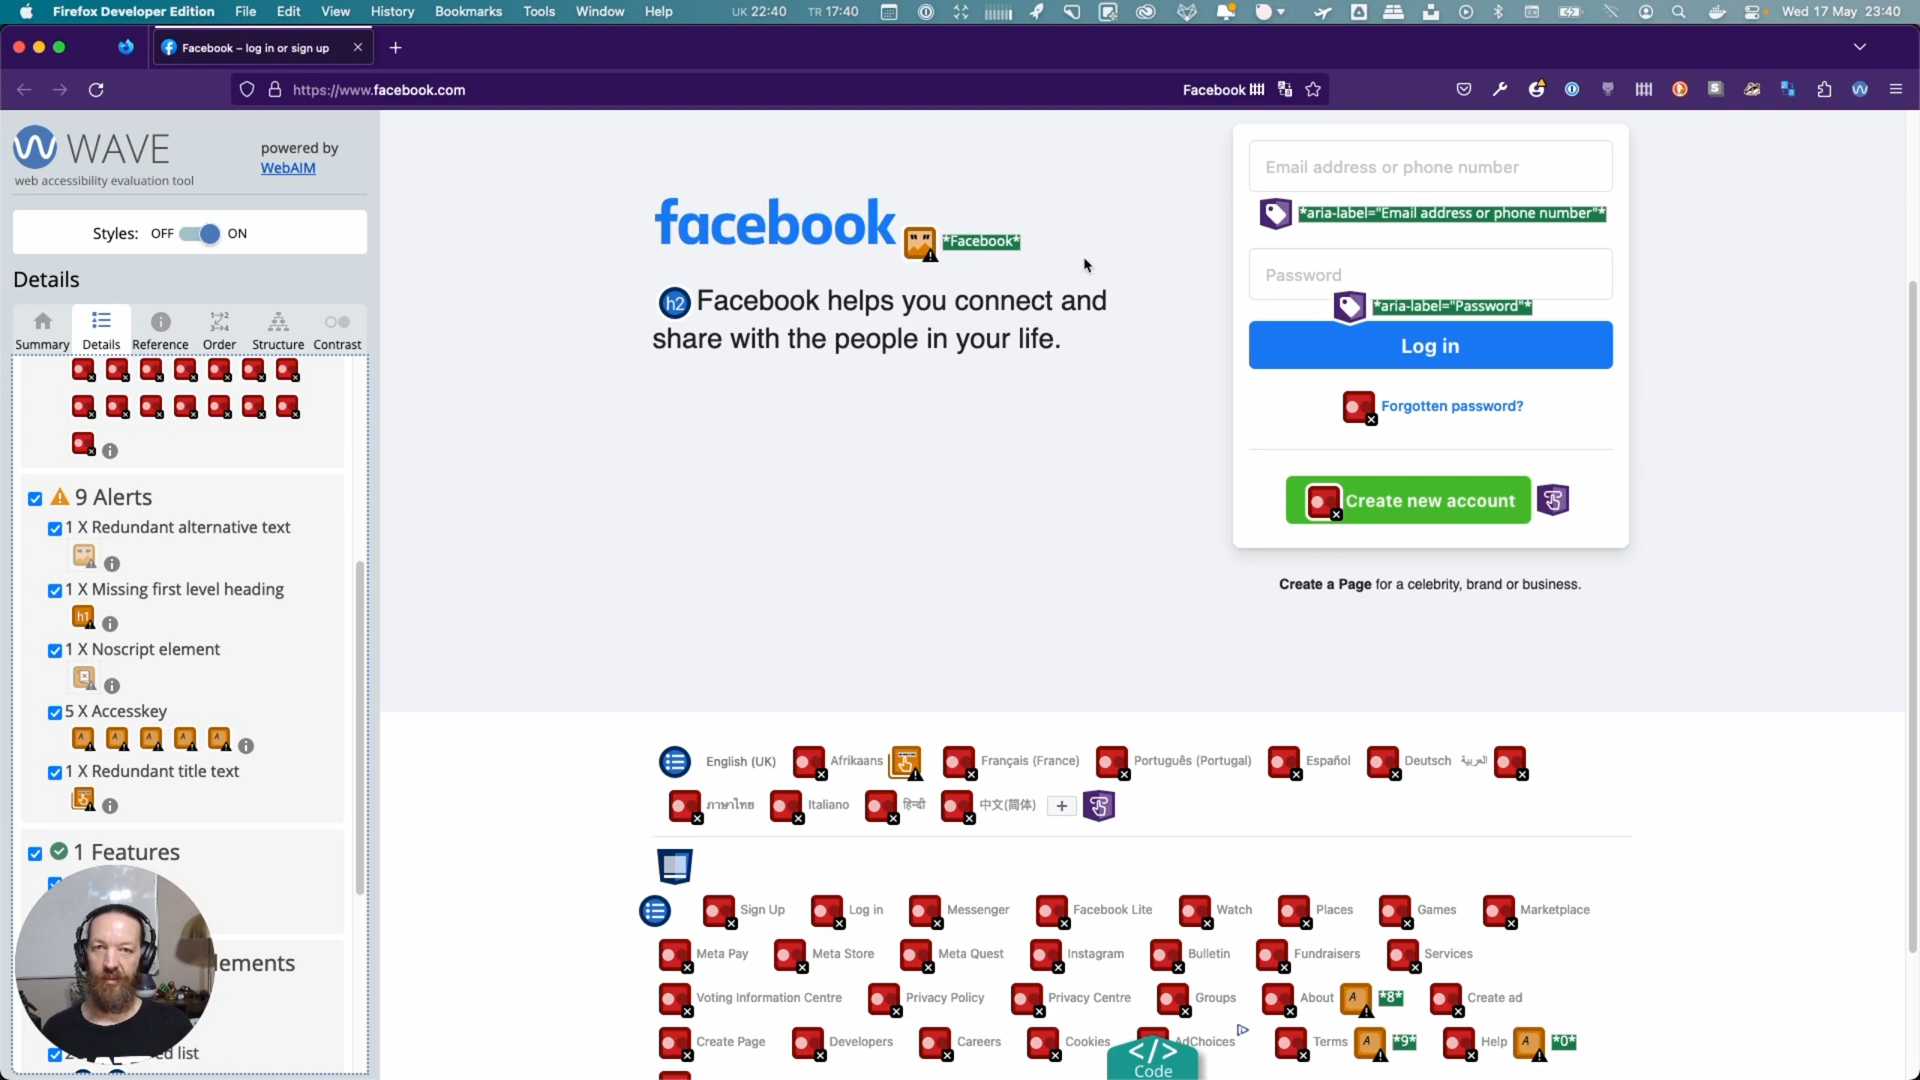 Firefox Developer Edition File Edit View History Bookmarks Tools Window Help UK 22:40 TR 17:40 Wed 17 May 23:40
Facebook – log in or sign up
https://www.facebook.com Facebook
WAVE
web accessibility evaluation tool
powered by
WebAIM
Styles: OFF ON
Details
Summary Details Reference Order Structure Contrast
9 Alerts
1 X Redundant alternative text
1 X Missing first level heading
h1
1 X Noscript element
5 X Accesskey
A A A A A
1 X Redundant title text
1 Features
lements
list
facebook
*Facebook*
h2 Facebook helps you connect and
share with the people in your life.
Email address or phone number
*aria-label="Email address or phone number"*
Password
*aria-label="Password"*
Log in
Forgotten password?
Create new account
Create a Page for a celebrity, brand or business.
English (UK) Afrikaans Français (France) Português (Portugal) Español Deutsch العربية
ภาษาไทย Italiano हिन्दी 中文(简体) +
Sign Up Log in Messenger Facebook Lite Watch Places Games Marketplace
Meta Pay Meta Store Meta Quest Instagram Bulletin Fundraisers Services
Voting Information Centre Privacy Policy Privacy Centre Groups About A *8* Create ad
Create Page Developers Careers Cookies AdChoices Terms A *9* Help A *0*
</> Code